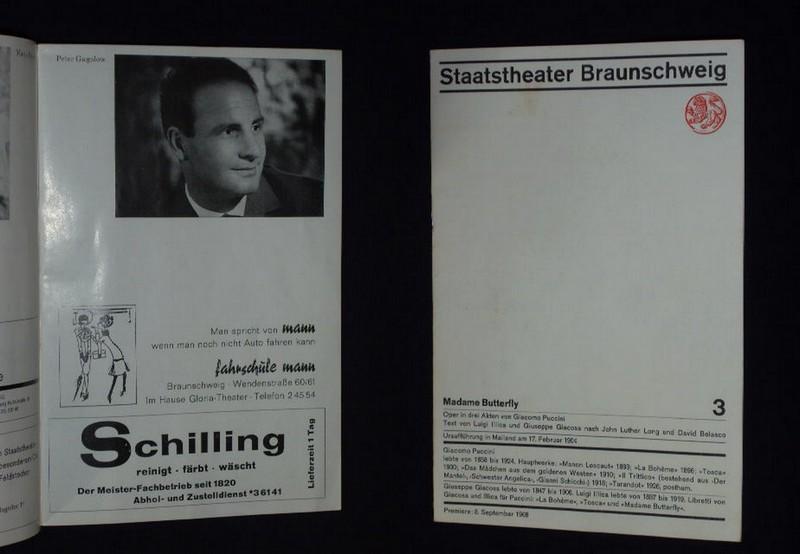 Peter Gugalow
Man spricht von mann
wenn man noch nicht Auto fahren kann
fahrschule mann
Braunschweig · Wendenstraße 60/61
Im Hause Gloria-Theater · Telefon 2 45 54
Schilling
reinigt · färbt · wäscht
Der Meister-Fachbetrieb seit 1820
Abhol- und Zustelldienst *3 61 41
Lieferzeit 1 Tag
Staatstheater Braunschweig
Madame Butterfly
3
Oper in drei Akten von Giacomo Puccini
Text von Luigi Illica und Giuseppe Giacosa nach John Luther Long und David Belasco
Uraufführung in Mailand am 17. Februar 1904
Giacomo Puccini
lebte von 1858 bis 1924. Hauptwerke: »Manon Lescaut« 1893; »La Bohème« 1896; »Tosca«
1900; »Das Mädchen aus dem goldenen Westen« 1910; »Il Trittico« (bestehend aus ›Der
Mantel‹, ›Schwester Angelica‹, ›Gianni Schicchi‹) 1918; »Turandot« 1926, posthum.
Giuseppe Giacosa lebte von 1847 bis 1906. Luigi Illica lebte von 1857 bis 1919. Libretti von
Giacosa und Illica für Puccini: »La Bohème«, »Tosca« und »Madame Butterfly«.
Premiere: 8. September 1968